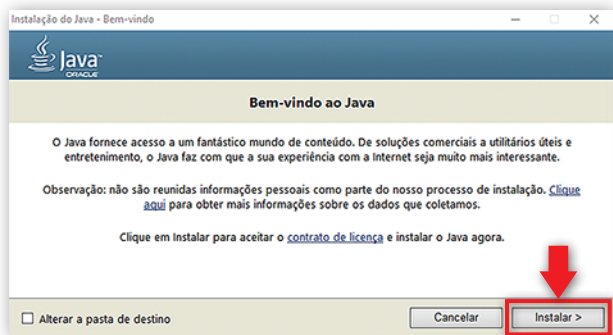 Instalação do Java - Bem-vindo
Java
ORACLE
Bem-vindo ao Java
O Java fornece acesso a um fantástico mundo de conteúdo. De soluções comerciais a utilitários úteis e
entretenimento, o Java faz com que a sua experiência com a Internet seja muito mais interessante.
Observação: não são reunidas informações pessoais como parte do nosso processo de instalação. Clique
aqui para obter mais informações sobre os dados que coletamos.
Clique em Instalar para aceitar o contrato de licença e instalar o Java agora.
Alterar a pasta de destino
Cancelar
Instalar >